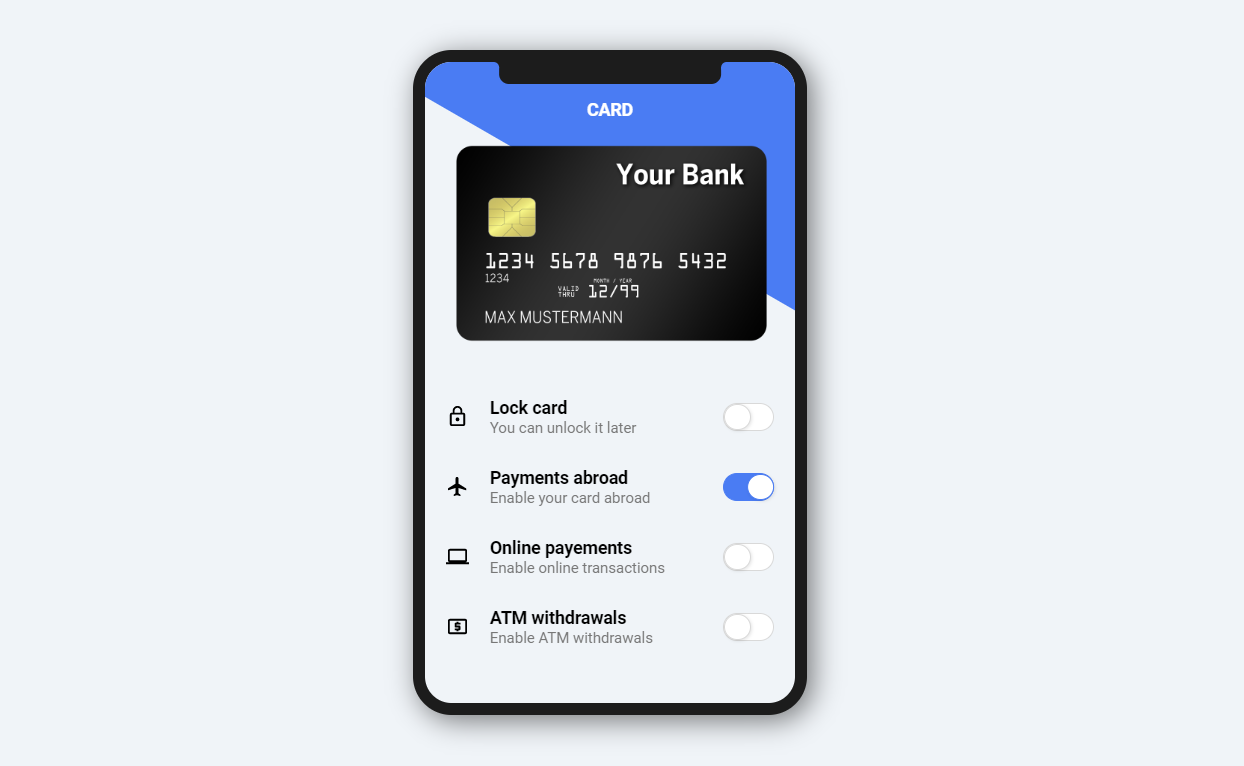 CARD
Your Bank
1234 5678 9876 5432
1234
MONTH / YEAR
VALID THRU 12/99
MAX MUSTERMANN
Lock card
You can unlock it later
Payments abroad
Enable your card abroad
Online payements
Enable online transactions
ATM withdrawals
Enable ATM withdrawals